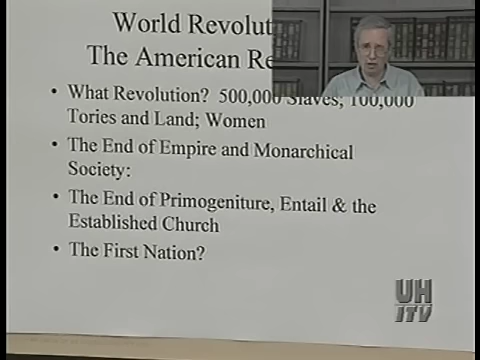 World Revolut
The American Re
• What Revolution? 500,000 Slaves; 100,000
Tories and Land; Women
• The End of Empire and Monarchical
Society:
• The End of Primogeniture, Entail & the
Established Church
• The First Nation?
UH
ITV